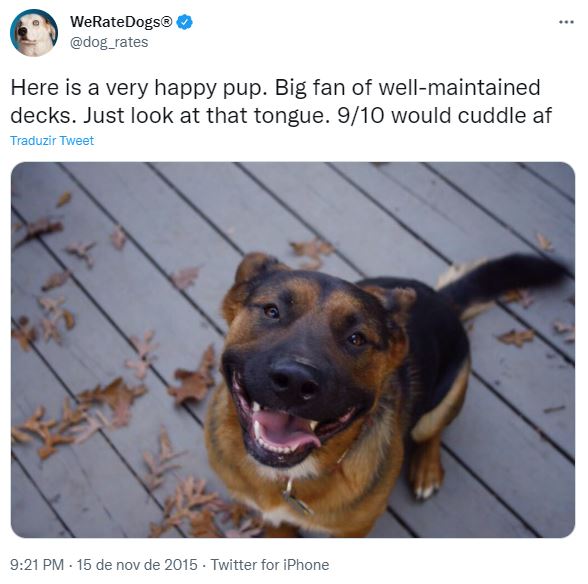 WeRateDogs®
@dog_rates
Here is a very happy pup. Big fan of well-maintained
decks. Just look at that tongue. 9/10 would cuddle af
Traduzir Tweet
9:21 PM · 15 de nov de 2015 · Twitter for iPhone